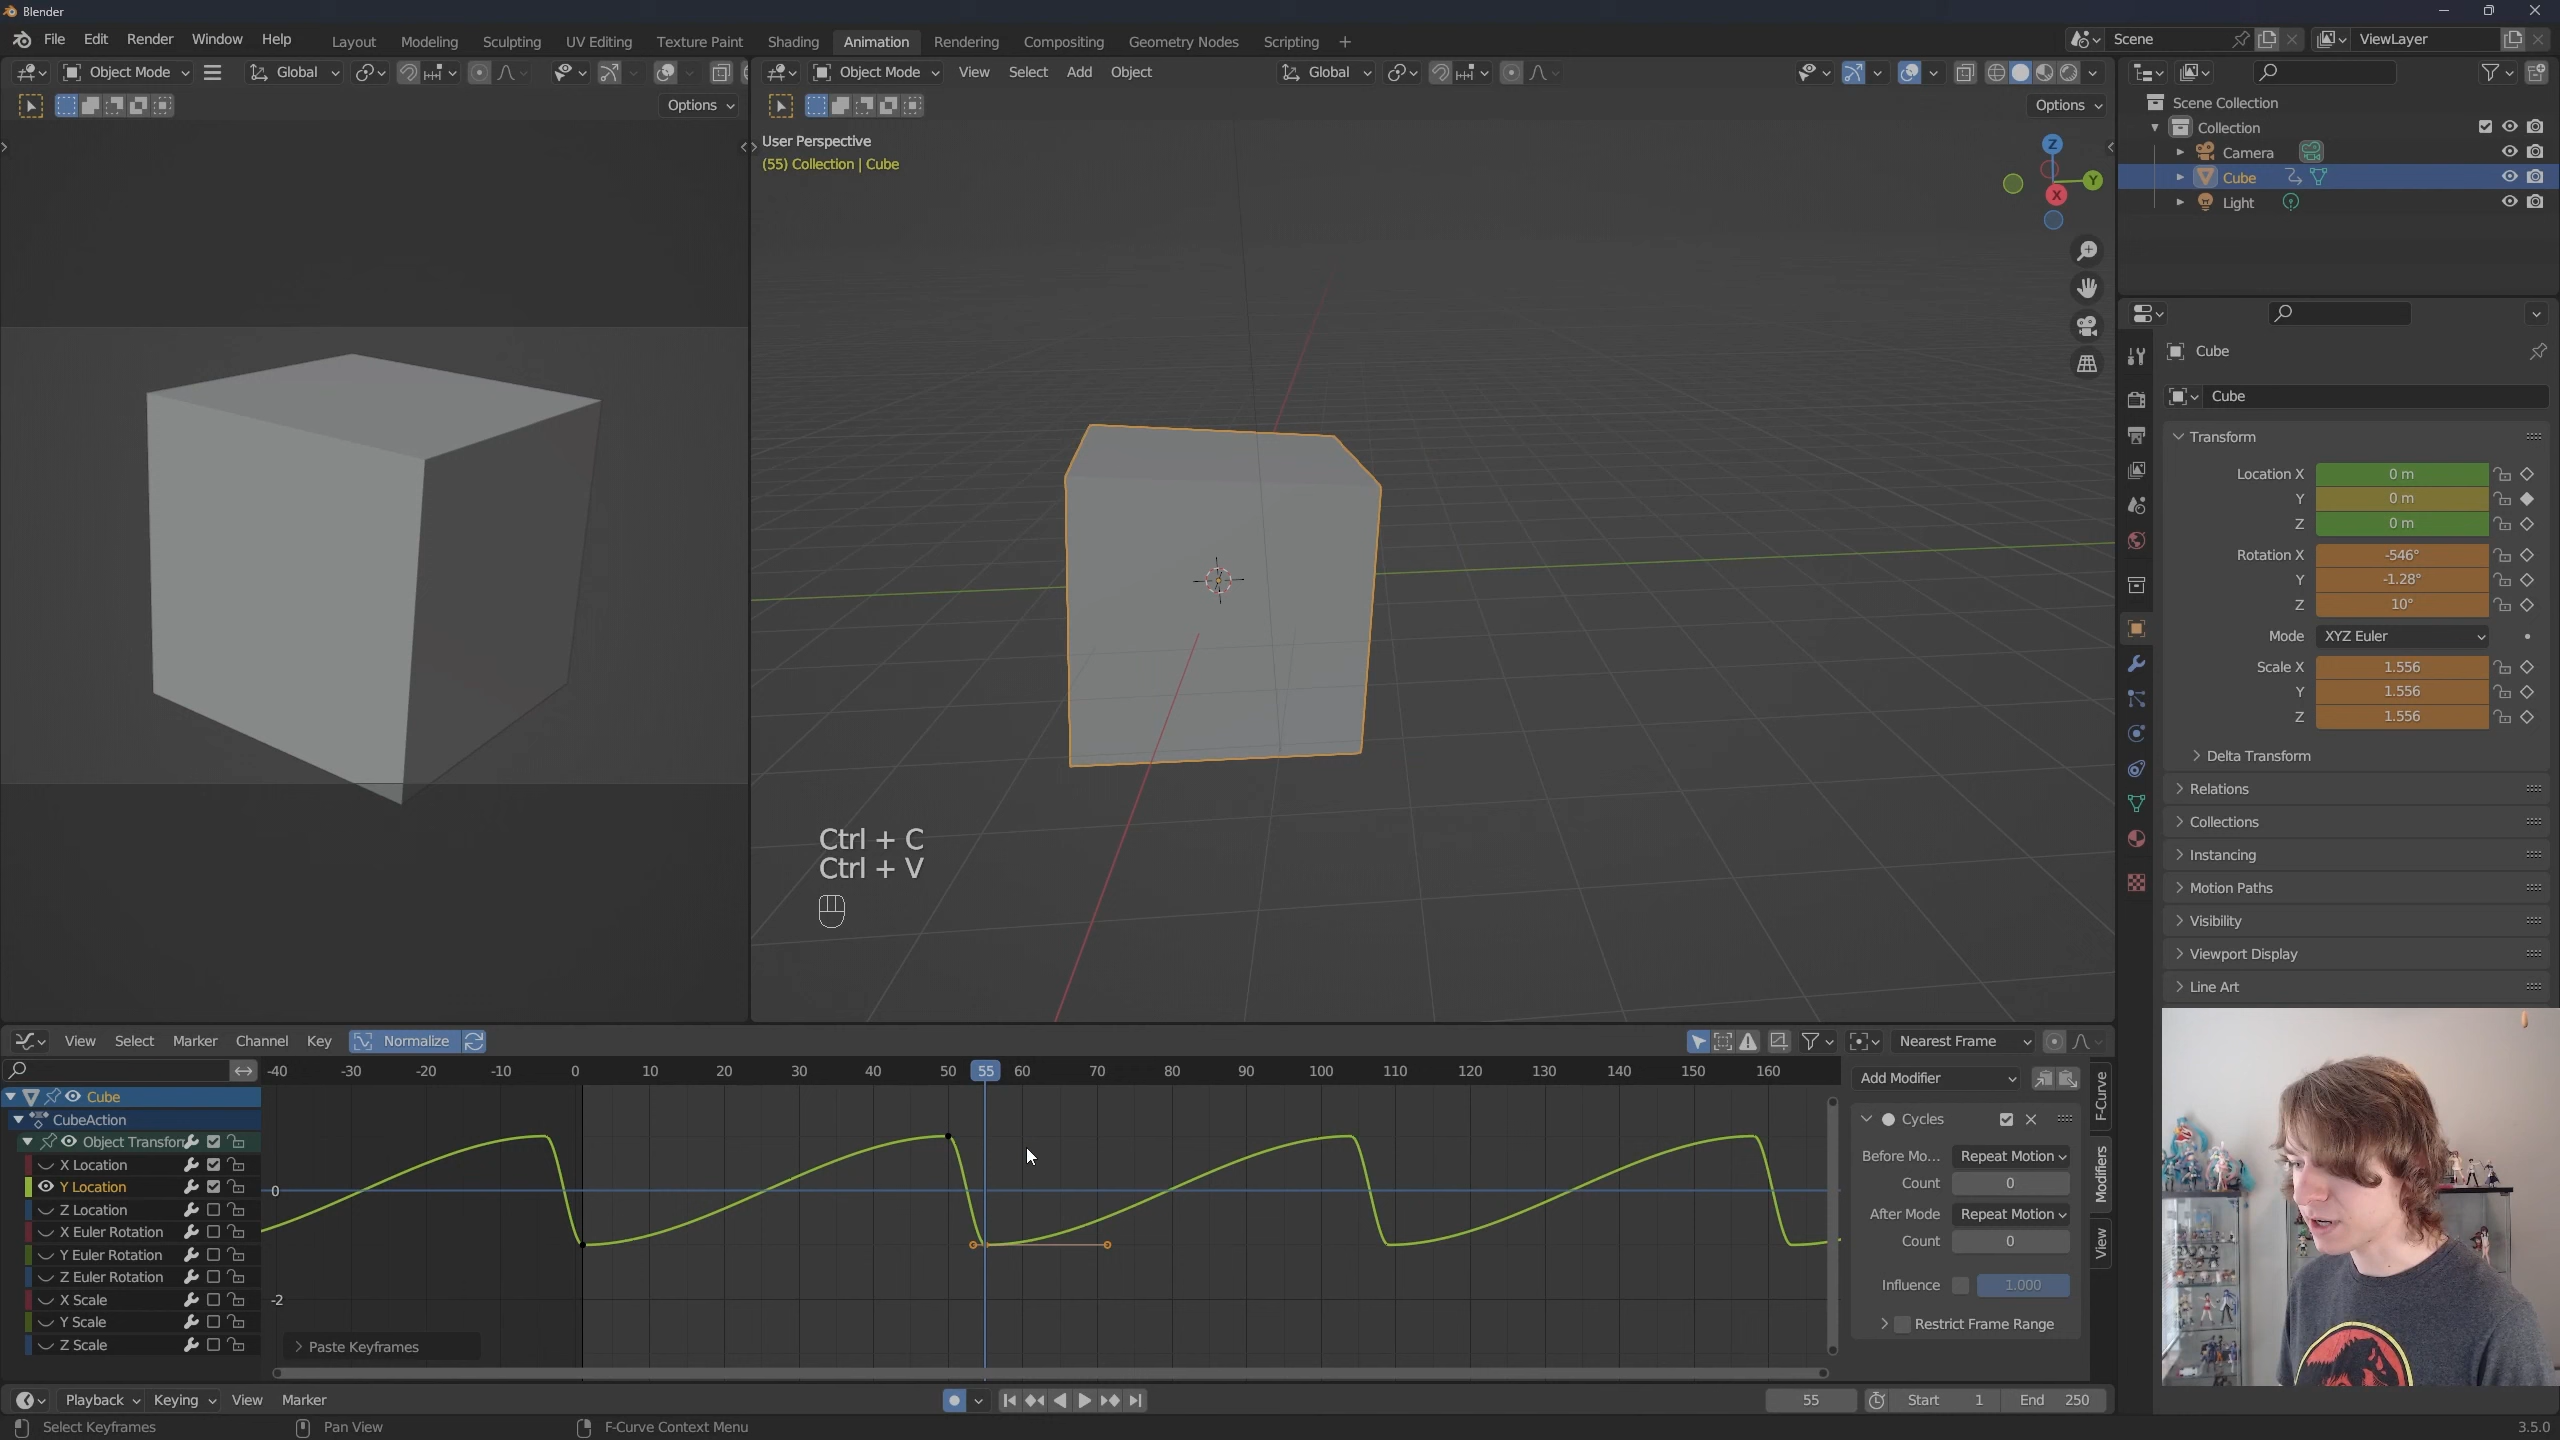 Blender
File Edit Render Window Help Layout Modeling Sculpting UV Editing Texture Paint Shading Animation Rendering Compositing Geometry Nodes Scripting + Scene ViewLayer
Object Mode Global Object Mode View Select Add Object Global
Options Options
User Perspective
(55) Collection | Cube
Z
Y
X
Ctrl + C
Ctrl + V
Scene Collection
Collection
Camera
Cube
Light
Cube
Cube
Transform
Location X 0 m
Y 0 m
Z 0 m
Rotation X -546°
Y -1.28°
Z 10°
Mode XYZ Euler
Scale X 1.556
Y 1.556
Z 1.556
Delta Transform
Relations
Collections
Instancing
Motion Paths
Visibility
Viewport Display
Line Art
View Select Marker Channel Key Normalize Nearest Frame
-40 -30 -20 -10 0 10 20 30 40 50 55 60 70 80 90 100 110 120 130 140 150 160
Cube
CubeAction
Object Transfor
X Location
Y Location
Z Location
X Euler Rotation
Y Euler Rotation
Z Euler Rotation
X Scale
Y Scale
Z Scale
0
-2
Paste Keyframes
Add Modifier
Cycles
Before Mo... Repeat Motion
Count 0
After Mode Repeat Motion
Count 0
Influence 1.000
Restrict Frame Range
F-Curve
Modifiers
View
Playback Keying View Marker 55 Start 1 End 250
Select Keyframes Pan View F-Curve Context Menu 3.5.0